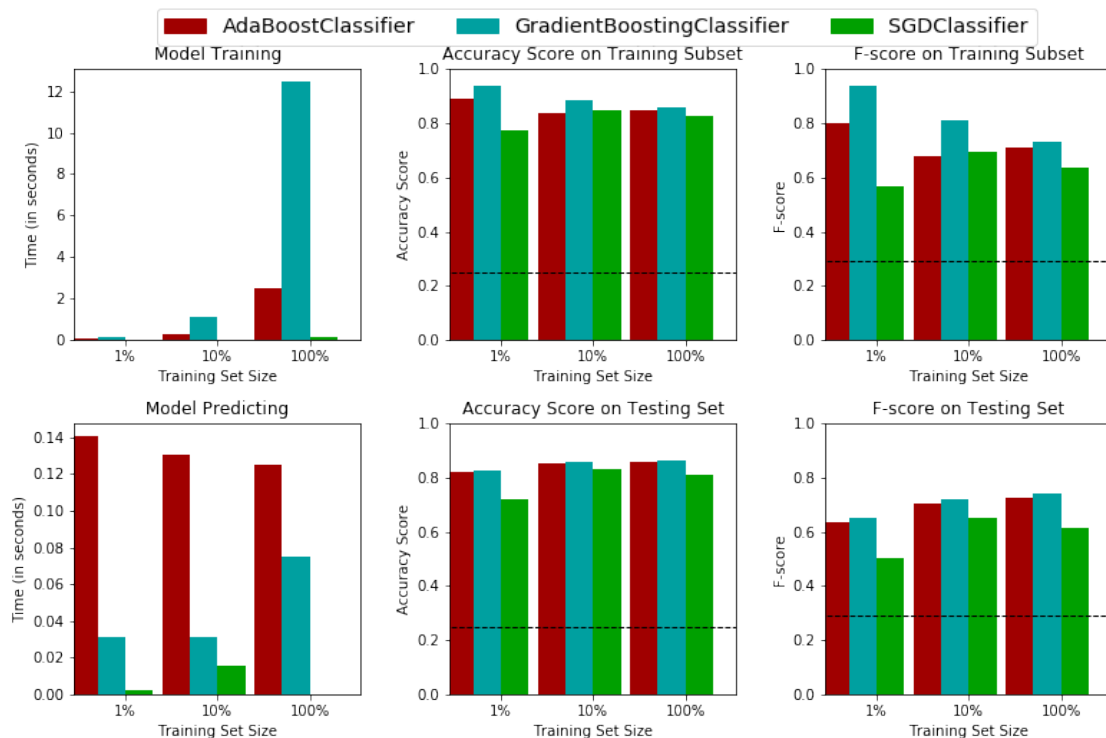 AdaBoostClassifier GradientBoostingClassifier SGDClassifier
Model Training
Time (in seconds)
12
10
8
6
4
2
0
1% 10% 100%
Training Set Size
Accuracy Score on Training Subset
Accuracy Score
1.0
0.8
0.6
0.4
0.2
0.0
1% 10% 100%
Training Set Size
F-score on Training Subset
F-score
1.0
0.8
0.6
0.4
0.2
0.0
1% 10% 100%
Training Set Size
Model Predicting
Time (in seconds)
0.14
0.12
0.10
0.08
0.06
0.04
0.02
0.00
1% 10% 100%
Training Set Size
Accuracy Score on Testing Set
Accuracy Score
1.0
0.8
0.6
0.4
0.2
0.0
1% 10% 100%
Training Set Size
F-score on Testing Set
F-score
1.0
0.8
0.6
0.4
0.2
0.0
1% 10% 100%
Training Set Size